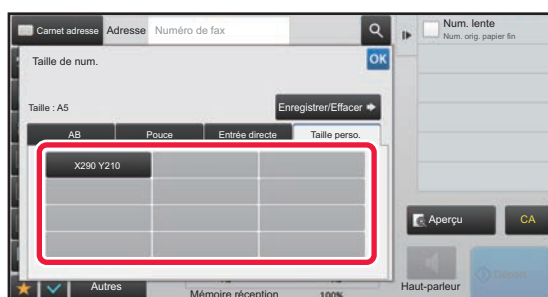 Carnet adresse Adresse Numéro de fax
Num. lente
Num. orig. papier fin
Taille de num.
OK
Taille : A5
Enregistrer/Effacer
AB Pouce Entrée directe Taille perso.
X290 Y210
Aperçu CA
Autres
Mémoire réception 100%
Haut-parleur
Départ